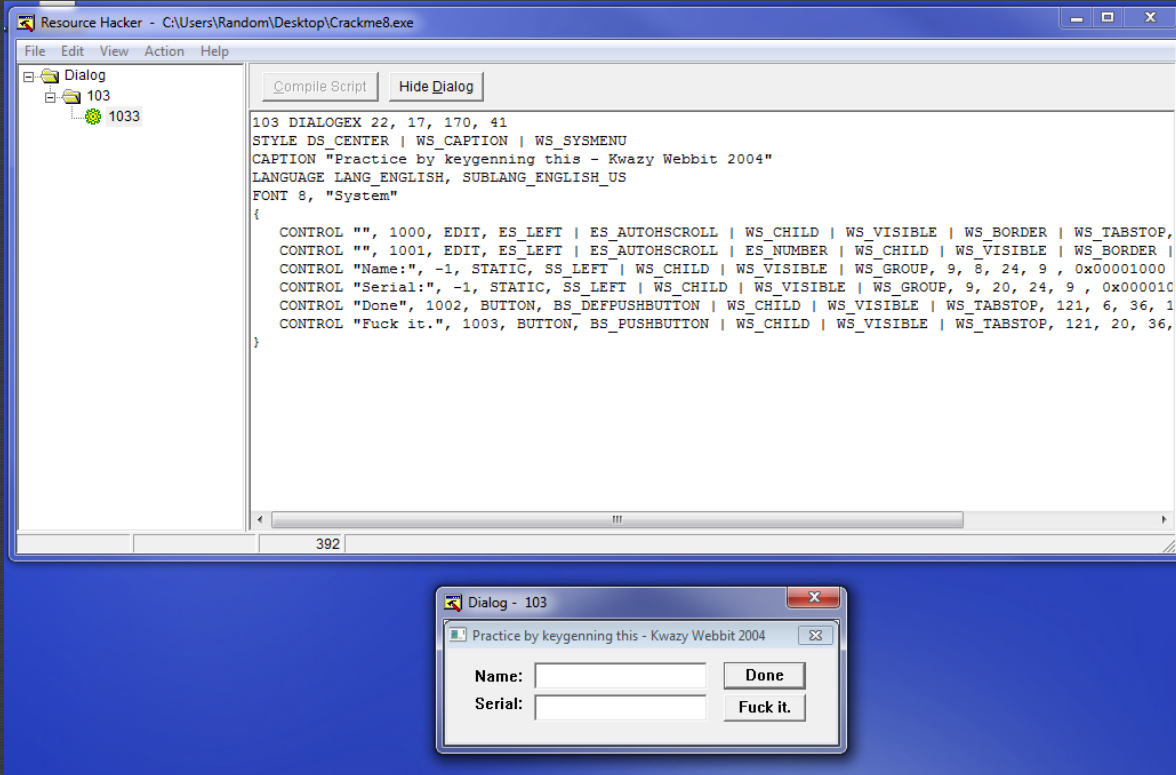 Resource Hacker - C:\Users\Random\Desktop\Crackme8.exe
File Edit View Action Help
Dialog
103
1033
Compile Script Hide Dialog
103 DIALOGEX 22, 17, 170, 41
STYLE DS_CENTER | WS_CAPTION | WS_SYSMENU
CAPTION "Practice by keygenning this - Kwazy Webbit 2004"
LANGUAGE LANG_ENGLISH, SUBLANG_ENGLISH_US
FONT 8, "System"
{
CONTROL "", 1000, EDIT, ES_LEFT | ES_AUTOHSCROLL | WS_CHILD | WS_VISIBLE | WS_BORDER | WS_TABSTOP,
CONTROL "", 1001, EDIT, ES_LEFT | ES_AUTOHSCROLL | ES_NUMBER | WS_CHILD | WS_VISIBLE | WS_BORDER |
CONTROL "Name:", -1, STATIC, SS_LEFT | WS_CHILD | WS_VISIBLE | WS_GROUP, 9, 8, 24, 9 , 0x00001000
CONTROL "Serial:", -1, STATIC, SS_LEFT | WS_CHILD | WS_VISIBLE | WS_GROUP, 9, 20, 24, 9 , 0x000010
CONTROL "Done", 1002, BUTTON, BS_DEFPUSHBUTTON | WS_CHILD | WS_VISIBLE | WS_TABSTOP, 121, 6, 36, 1
CONTROL "Fuck it.", 1003, BUTTON, BS_PUSHBUTTON | WS_CHILD | WS_VISIBLE | WS_TABSTOP, 121, 20, 36,
}
392
Dialog - 103
Practice by keygenning this - Kwazy Webbit 2004
Name: Done
Serial: Fuck it.